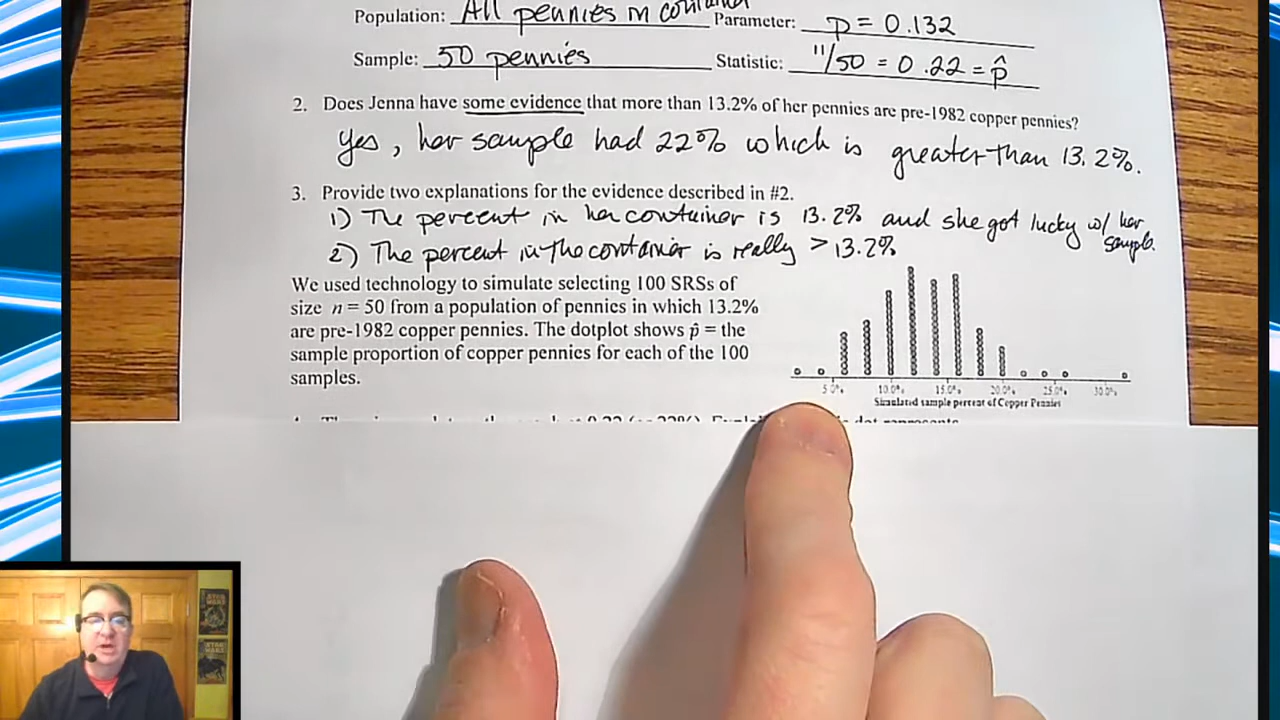 Population: All pennies in Parameter: p = 0.132
Sample: 50 pennies Statistic: 11/50 = 0.22 = p̂
2. Does Jenna have some evidence that more than 13.2% of her pennies are pre-1982 copper pennies?
Yes, her sample had 22% which is greater than 13.2%.
3. Provide two explanations for the evidence described in #2.
1) The percent in her container is 13.2% and she got lucky w/ her
sample.
2) The percent in the container is really > 13.2%
We used technology to simulate selecting 100 SRSs of
size n = 50 from a population of pennies in which 13.2%
are pre-1982 copper pennies. The dotplot shows p̂ = the
sample proportion of copper pennies for each of the 100
samples.
5.0% 10.0% 15.0% 20.0% 25.0% 30.0%
Simulated sample percent of Copper Pennies
STAR
WARS
STAR
WARS